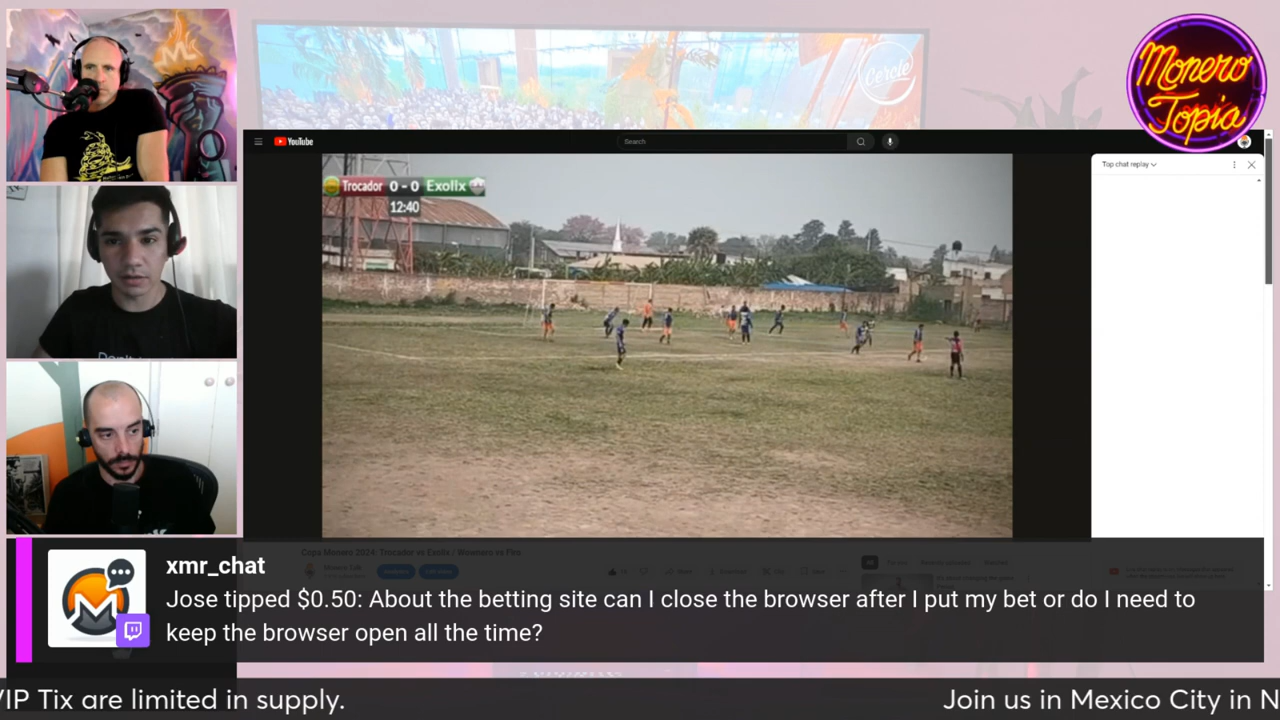 Cercle
Monero
Topia
YouTube
Search
Top chat replay
Trocador 0 - 0 Exolix
12:40
Copa Monero 2024: Trocador vs Exolix / Wownero vs Firo
xmr_chat
Jose tipped $0.50: About the betting site can I close the browser after I put my bet or do I need to
keep the browser open all the time?
VIP Tix are limited in supply.
Join us in Mexico City in N